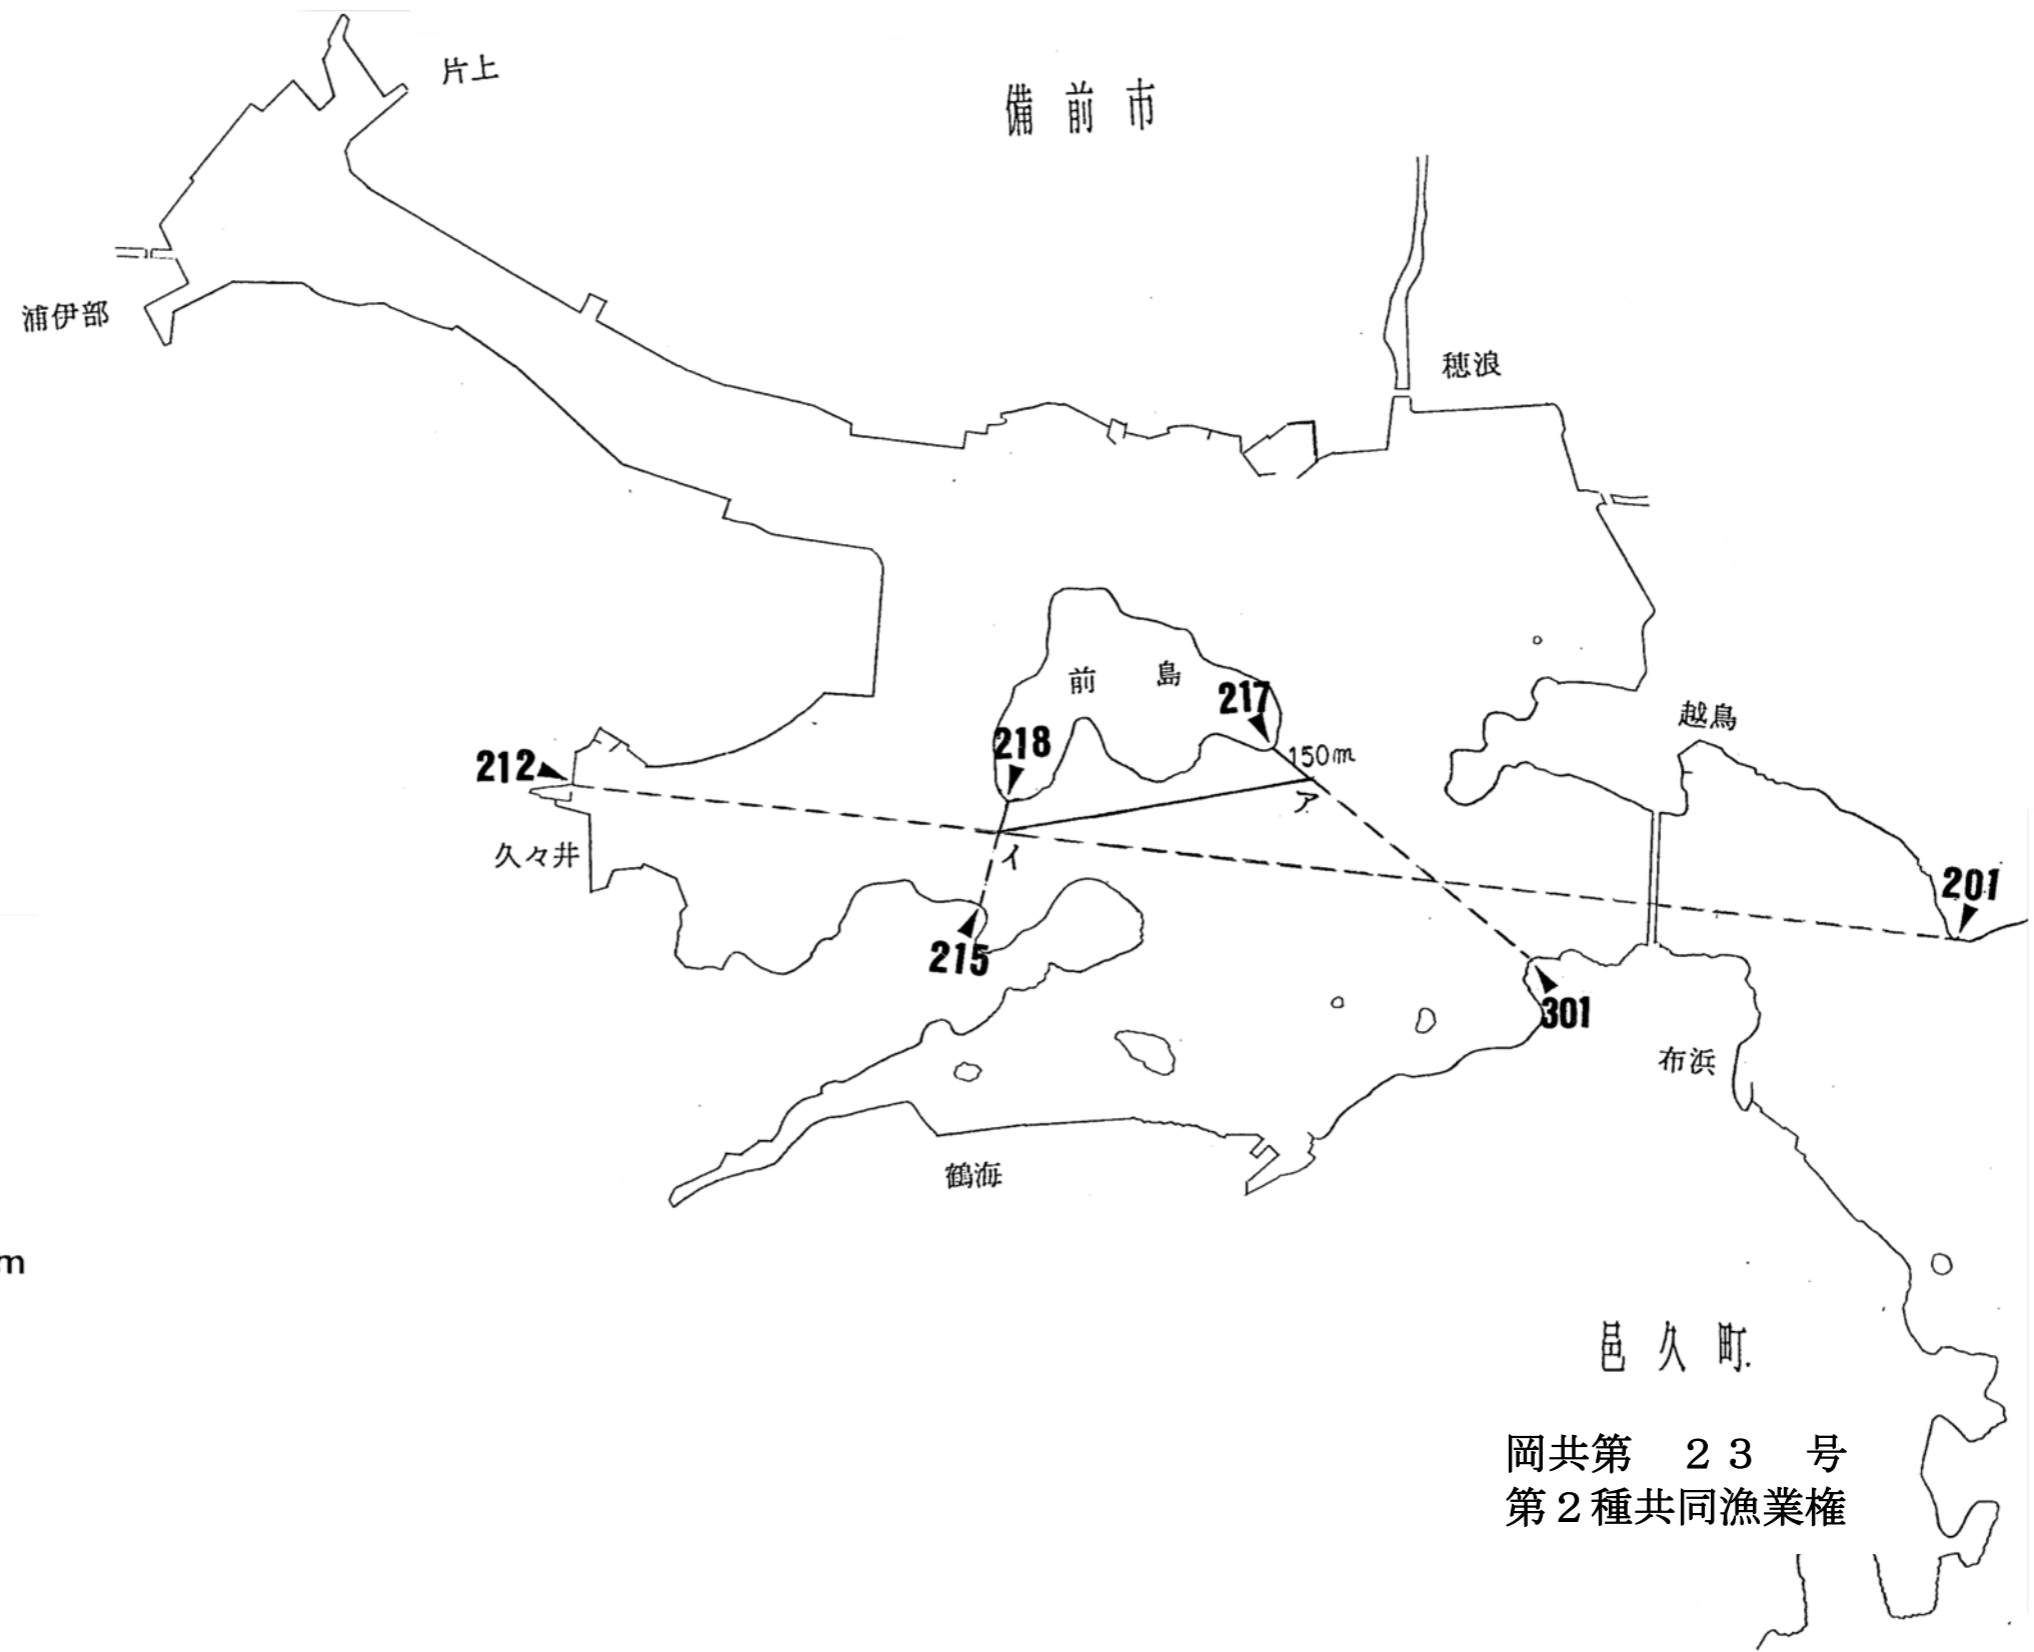 片上
備前市
浦伊部
穂浪
前島
217
越鳥
218
150m
212
ア
久々井
イ
201
215
301
布浜
鶴海
m
邑久町
岡共第 23 号
第2種共同漁業権